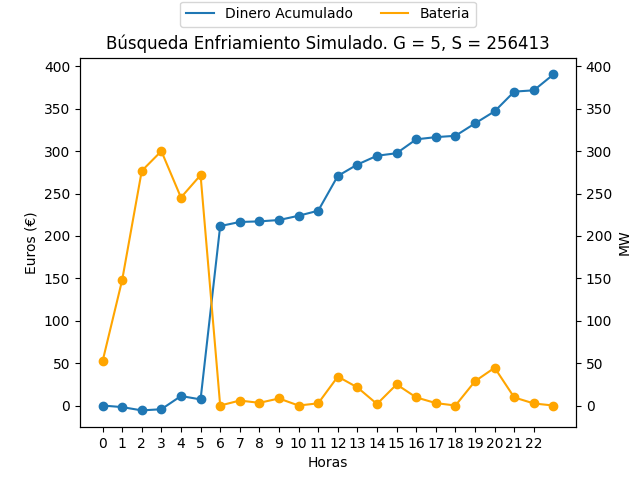 Dinero Acumulado Bateria
Búsqueda Enfriamiento Simulado. G = 5, S = 256413
400 400
350 350
300 300
250 250
200 200
150 150
100 100
50 50
0 0
Euros (€)
MW
0 1 2 3 4 5 6 7 8 9 10 11 12 13 14 15 16 17 18 19 20 21 22
Horas